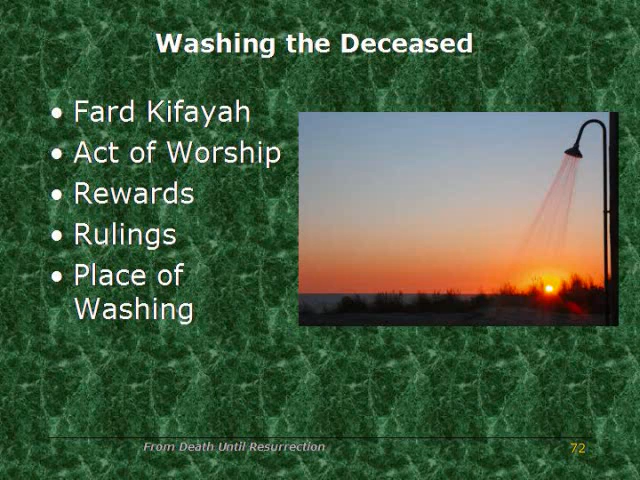 Washing the Deceased
• Fard Kifayah
• Act of Worship
• Rewards
• Rulings
• Place of
Washing
From Death Until Resurrection
72